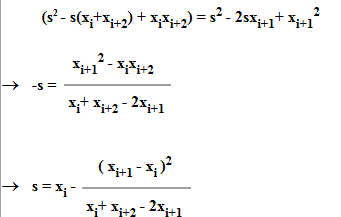 (s² - s(xᵢ+xᵢ₊₂) + xᵢxᵢ₊₂) = s² - 2sxᵢ₊₁+ xᵢ₊₁²
→ -s = (xᵢ₊₁² - xᵢxᵢ₊₂) / (xᵢ+ xᵢ₊₂ - 2xᵢ₊₁)
→ s = xᵢ - ( xᵢ₊₁ - xᵢ )² / (xᵢ+ xᵢ₊₂ - 2xᵢ₊₁)